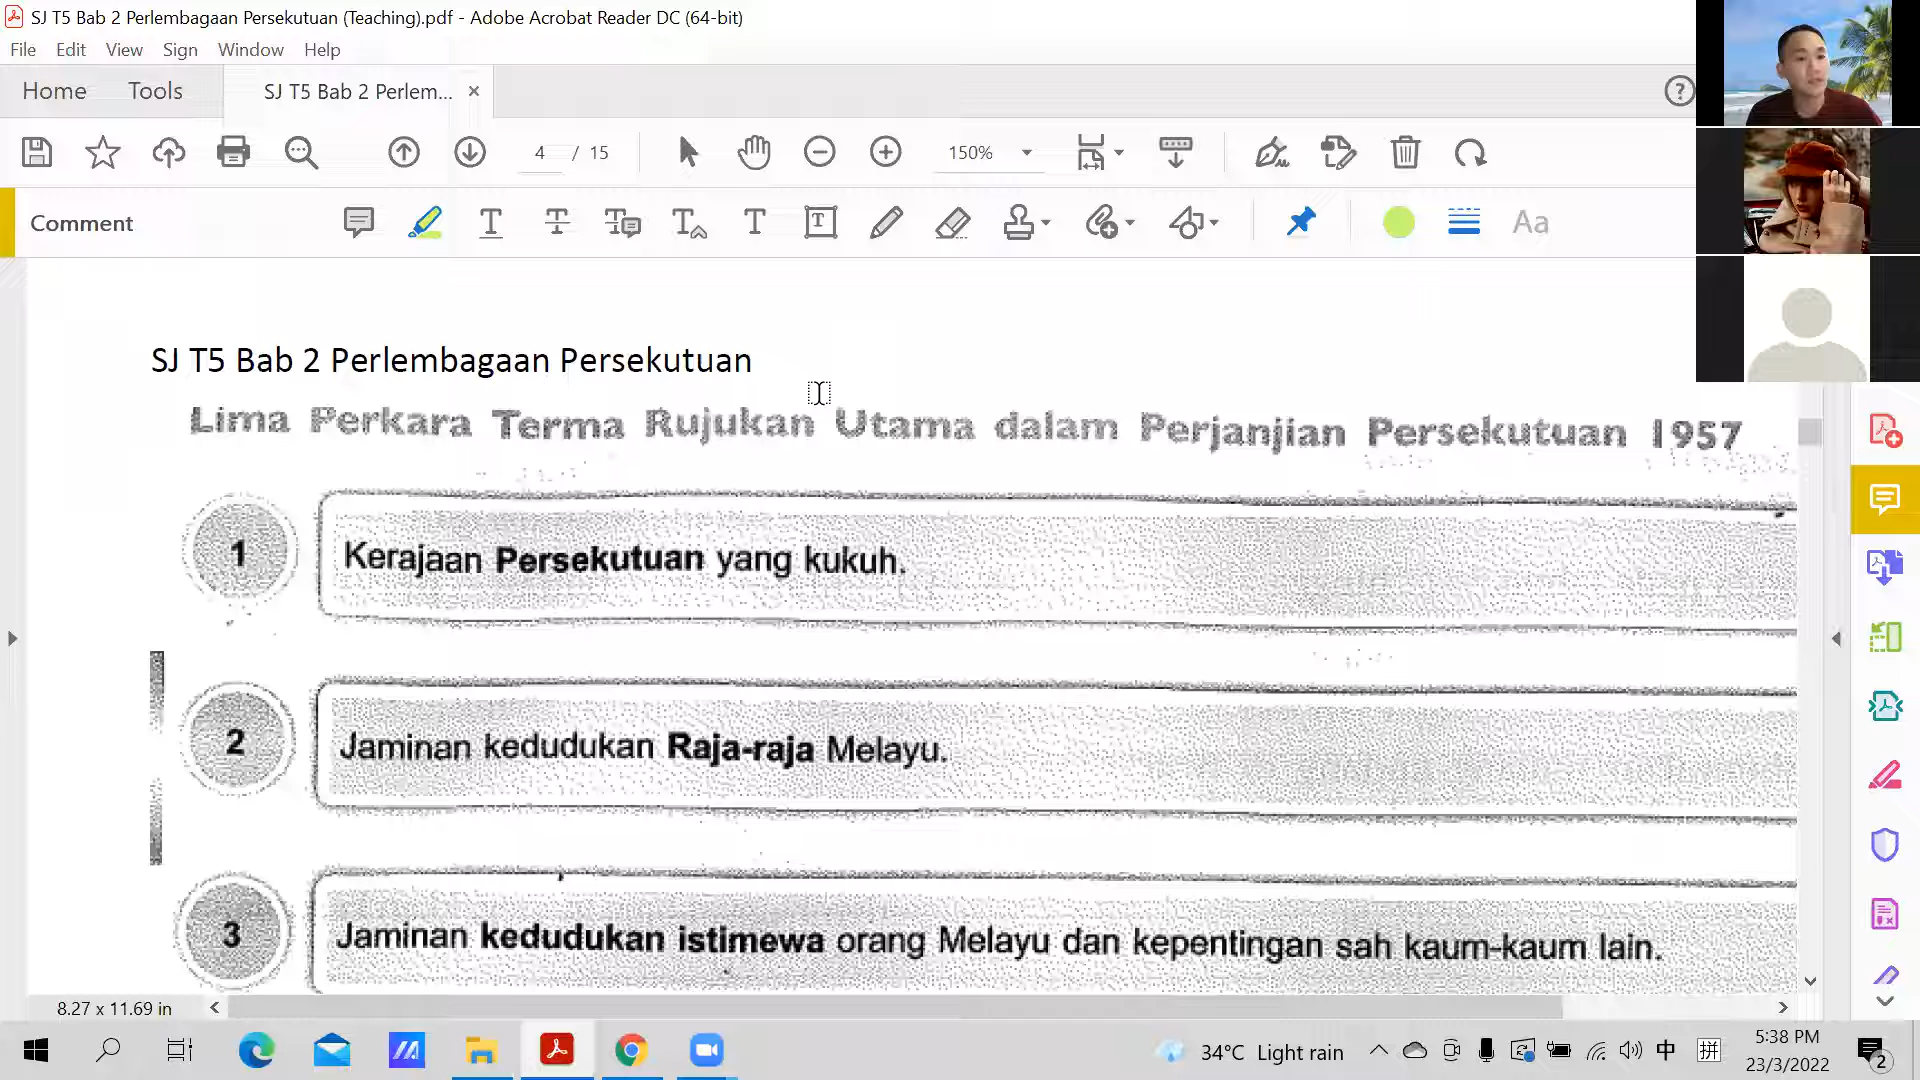 SJ T5 Bab 2 Perlembagaan Persekutuan (Teaching).pdf - Adobe Acrobat Reader DC (64-bit)
File Edit View Sign Window Help
Home Tools SJ T5 Bab 2 Perlem... ×
4 / 15 150%
Comment
Aa
SJ T5 Bab 2 Perlembagaan Persekutuan
Lima Perkara Terma Rujukan Utama dalam Perjanjian Persekutuan 1957
1 Kerajaan Persekutuan yang kukuh.
2 Jaminan kedudukan Raja-raja Melayu.
3 Jaminan kedudukan istimewa orang Melayu dan kepentingan sah kaum-kaum lain.
8.27 x 11.69 in
34°C Light rain 中 拼 5:38 PM
23/3/2022
2